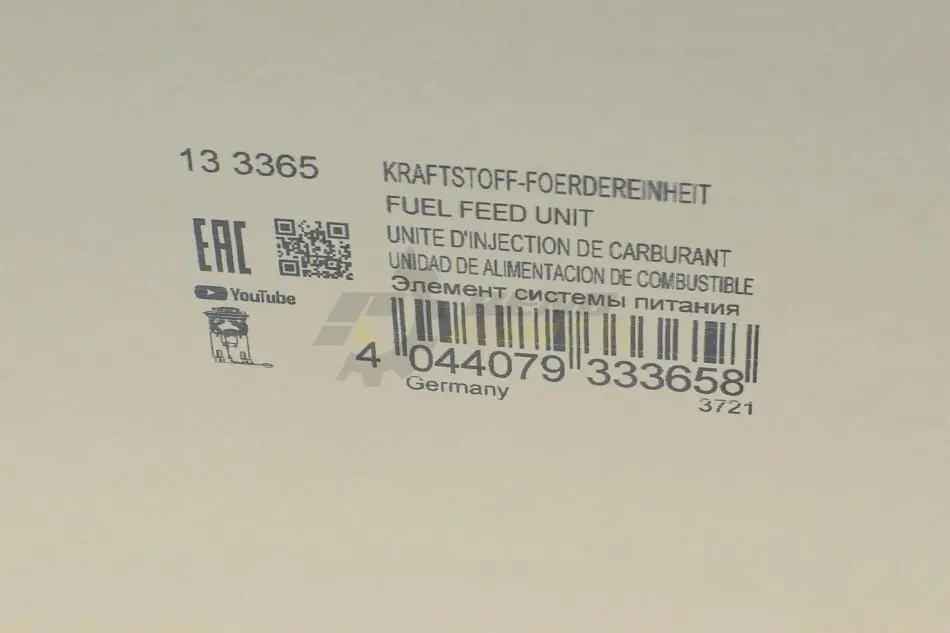 13 3365
KRAFTSTOFF-FOERDEREINHEIT
FUEL FEED UNIT
UNITE D'INJECTION DE CARBURANT
UNIDAD DE ALIMENTACION DE COMBUSTIBLE
Элемент системы питания
EAC
YouTube
4 044079 333658
Germany
3721